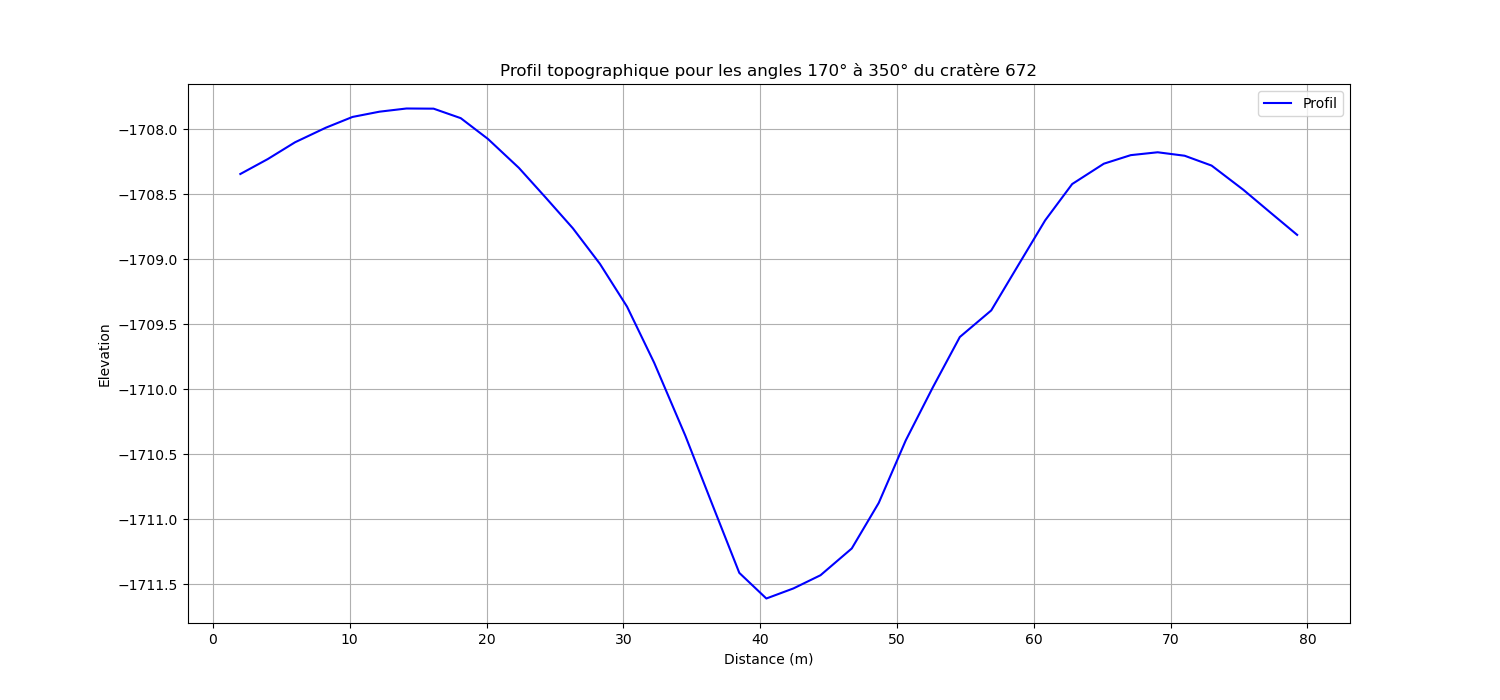 Profil topographique pour les angles 170° à 350° du cratère 672
Profil
Elevation
−1708.0
−1708.5
−1709.0
−1709.5
−1710.0
−1710.5
−1711.0
−1711.5
0 10 20 30 40 50 60 70 80
Distance (m)